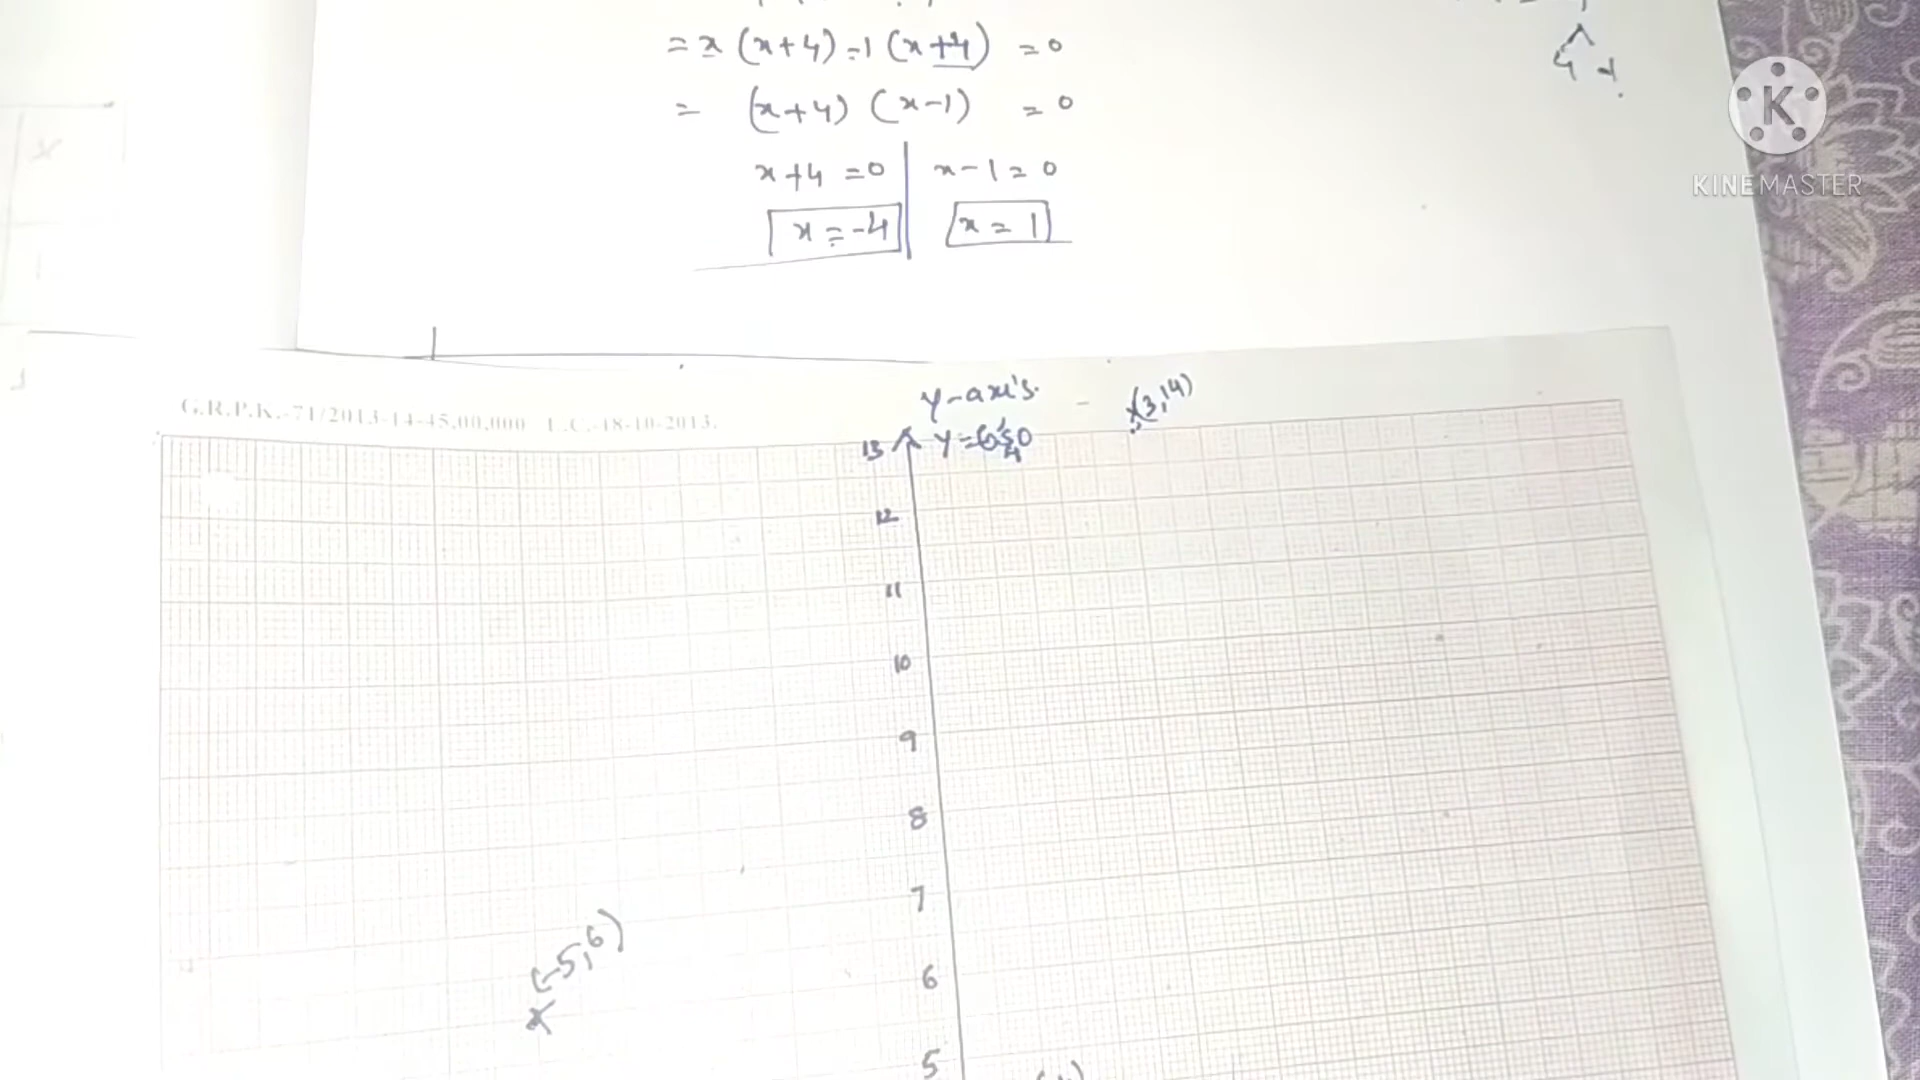 = x (x+4) -1 (x+4) = 0
= (x+4) (x-1) = 0
x+4 = 0 | x-1 = 0
x = -4 | x = 1
4
KINEMASTER
G.R.P.K.-71/2013-14-45,00,000 L.C.-18-10-2013.
y-axis.
(3,14)
13
12
11
10
9
8
7
(-5,6)
6
5